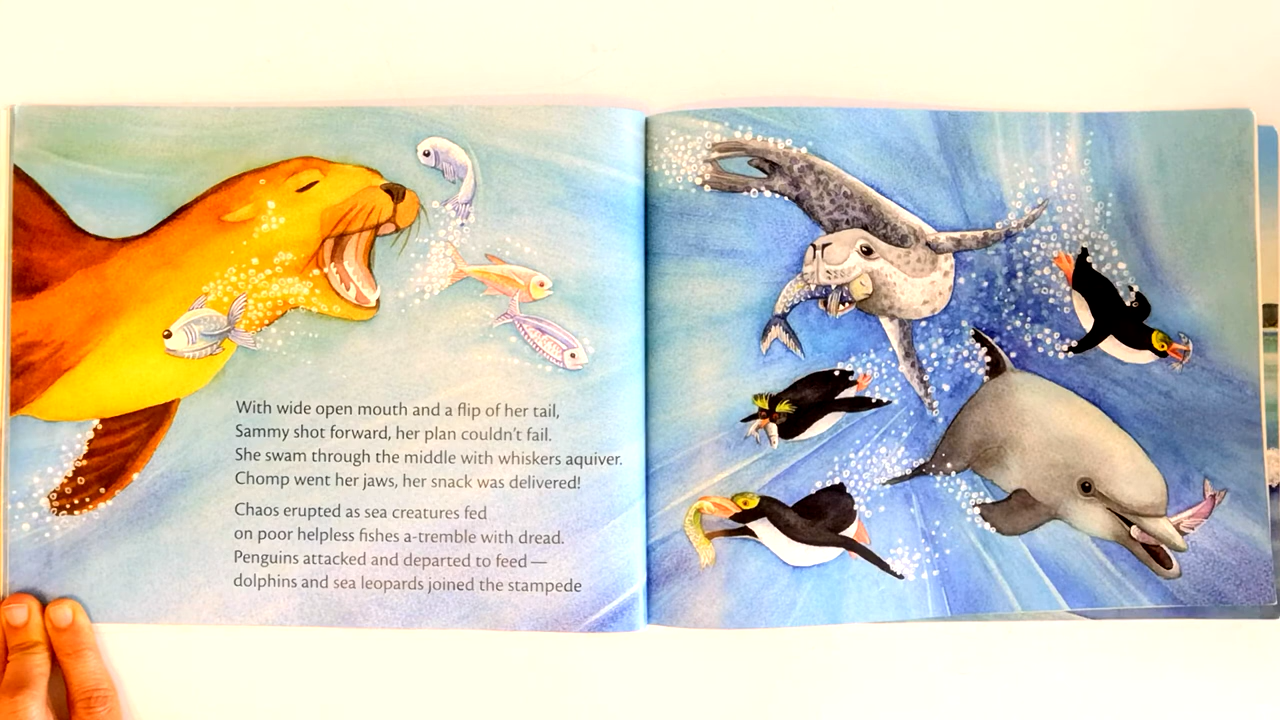 With wide open mouth and a flip of her tail,
Sammy shot forward, her plan couldn't fail.
She swam through the middle with whiskers aquiver.
Chomp went her jaws, her snack was delivered!
Chaos erupted as sea creatures fed
on poor helpless fishes a-tremble with dread.
Penguins attacked and departed to feed —
dolphins and sea leopards joined the stampede